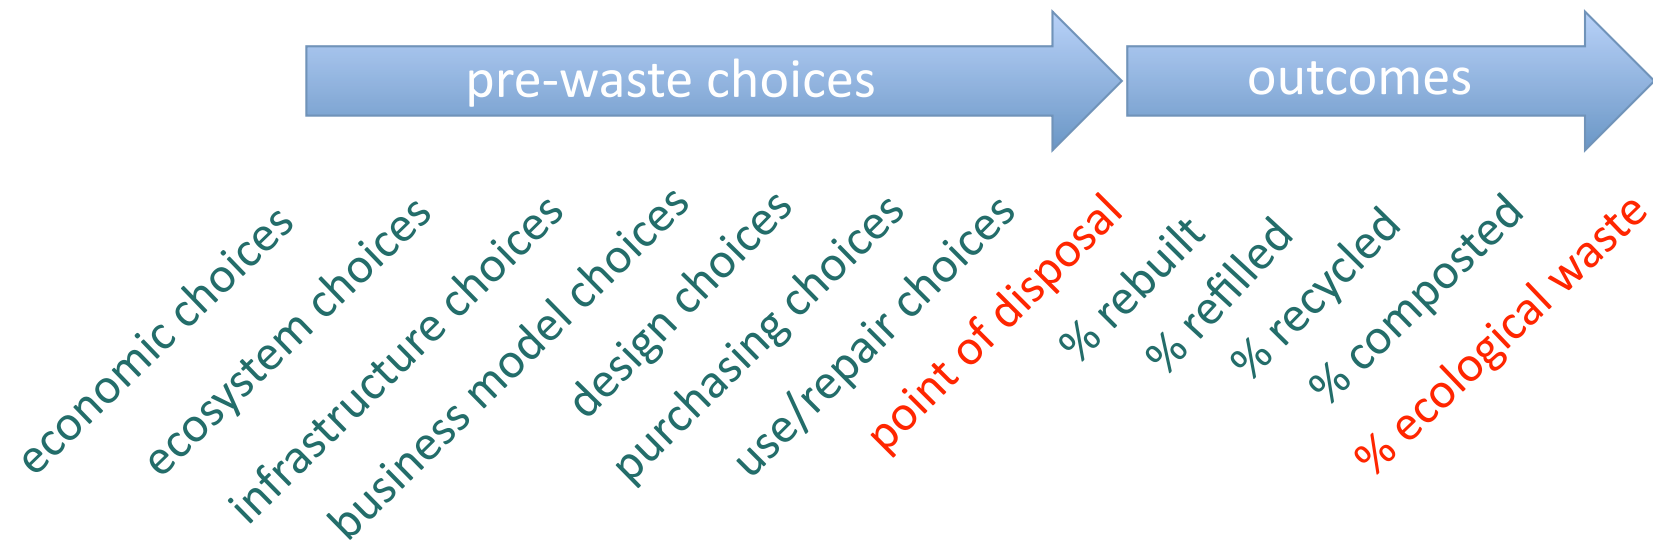 pre-waste choices
outcomes
economic choices
ecosystem choices
infrastructure choices
business model choices
design choices
purchasing choices
use/repair choices
point of disposal
% rebuilt
% refilled
% recycled
% composted
% ecological waste